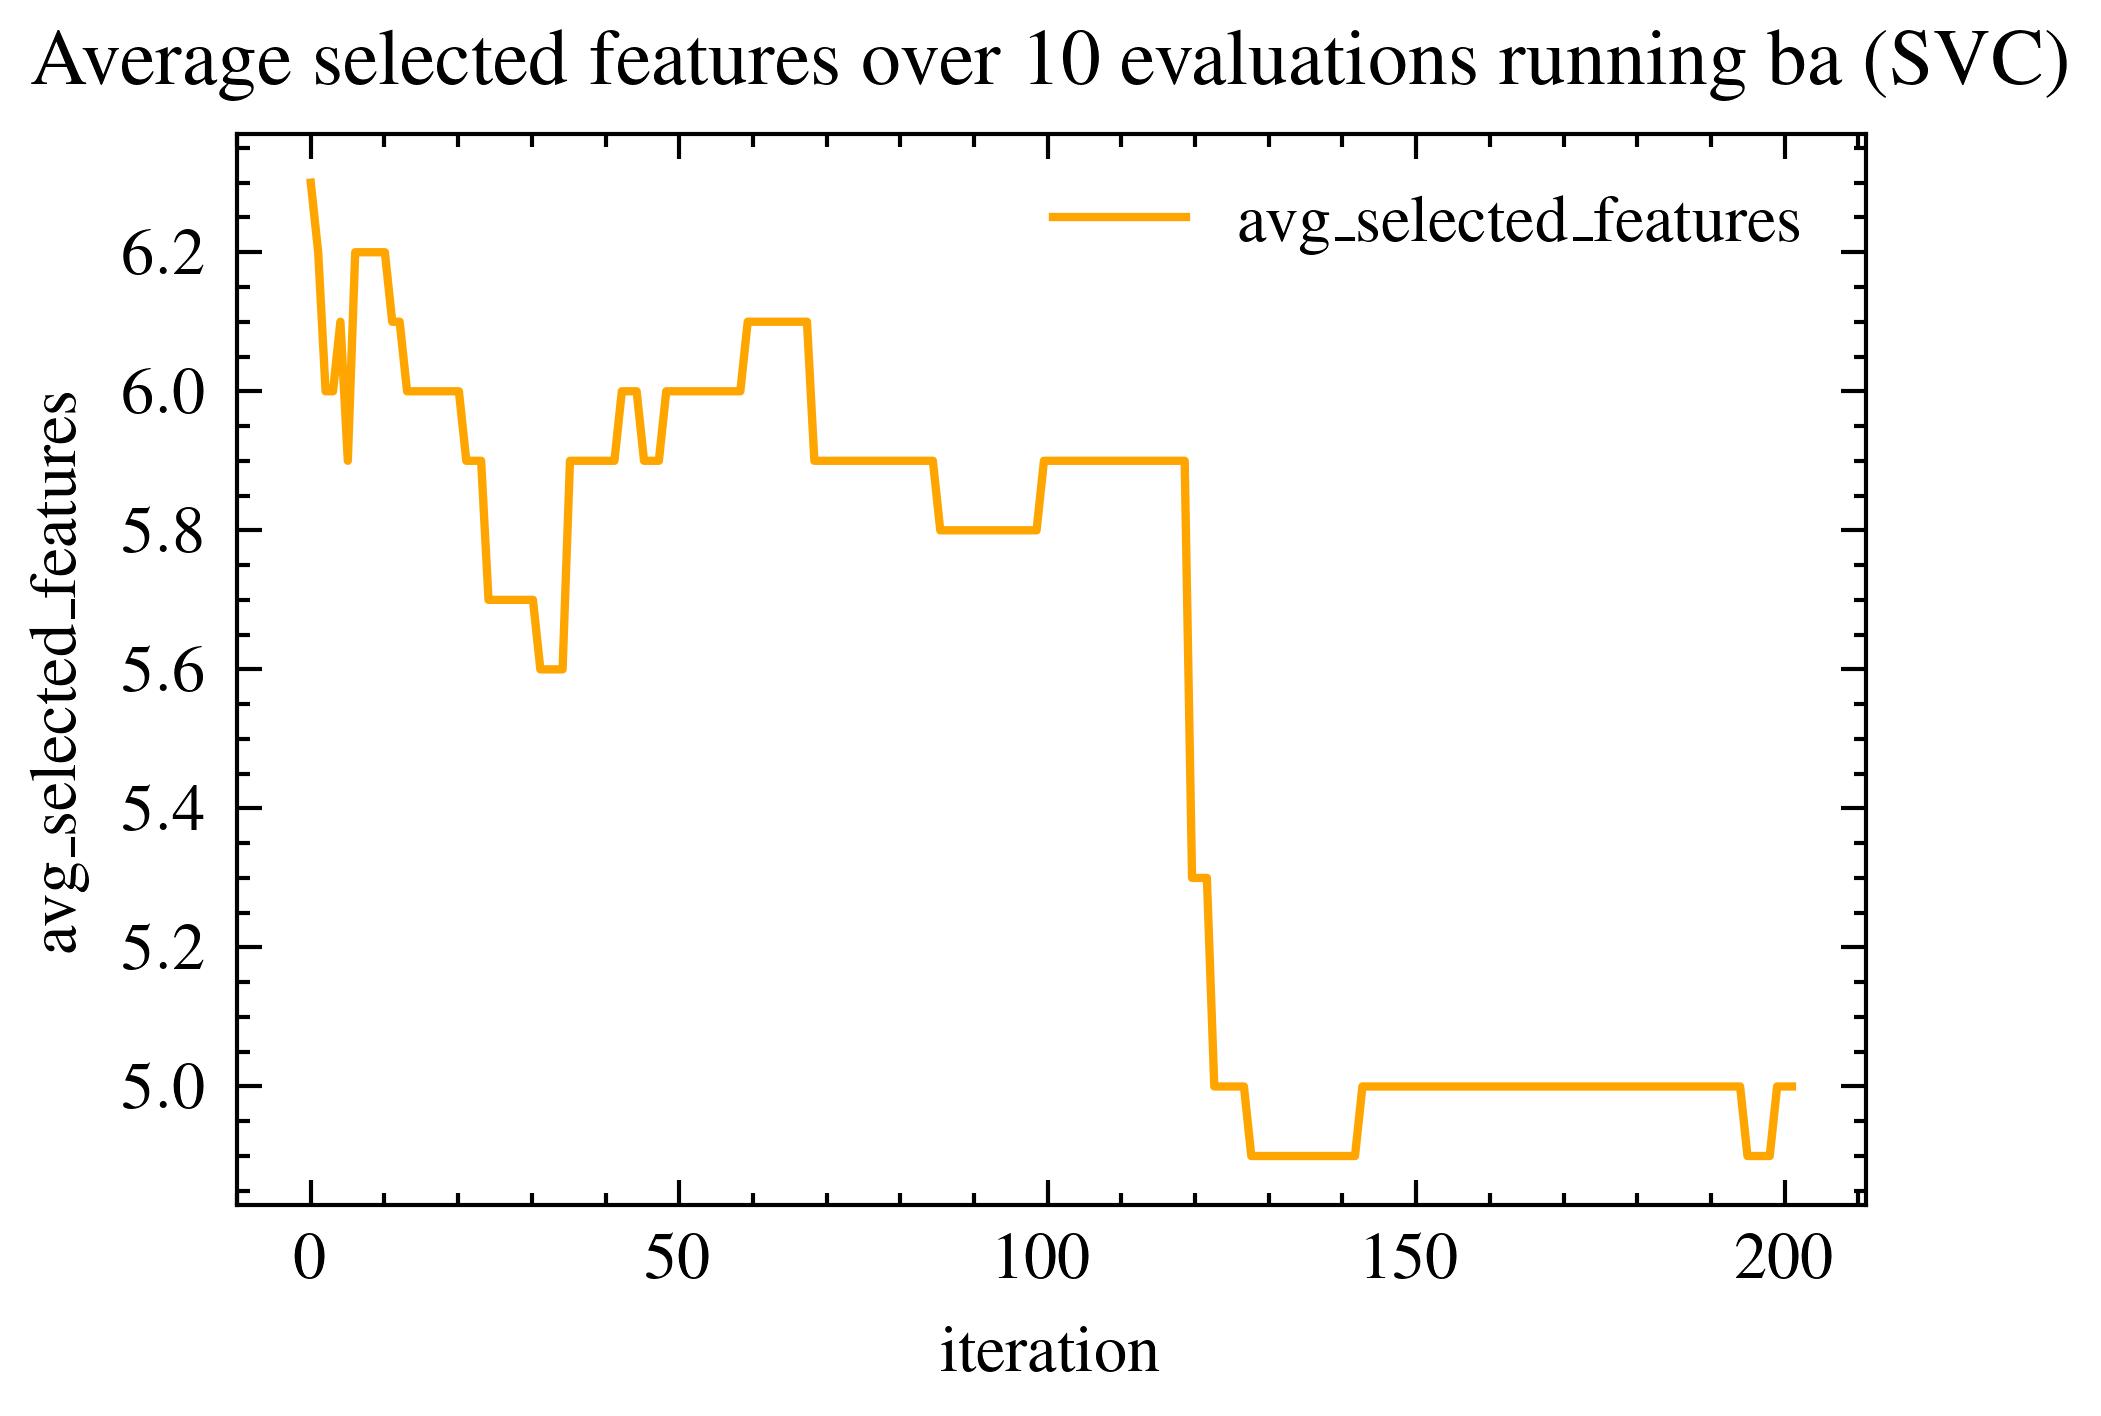 Average selected features over 10 evaluations running ba (SVC)
avg_selected_features
avg_selected_features
6.2
6.0
5.8
5.6
5.4
5.2
5.0
0 50 100 150 200
iteration